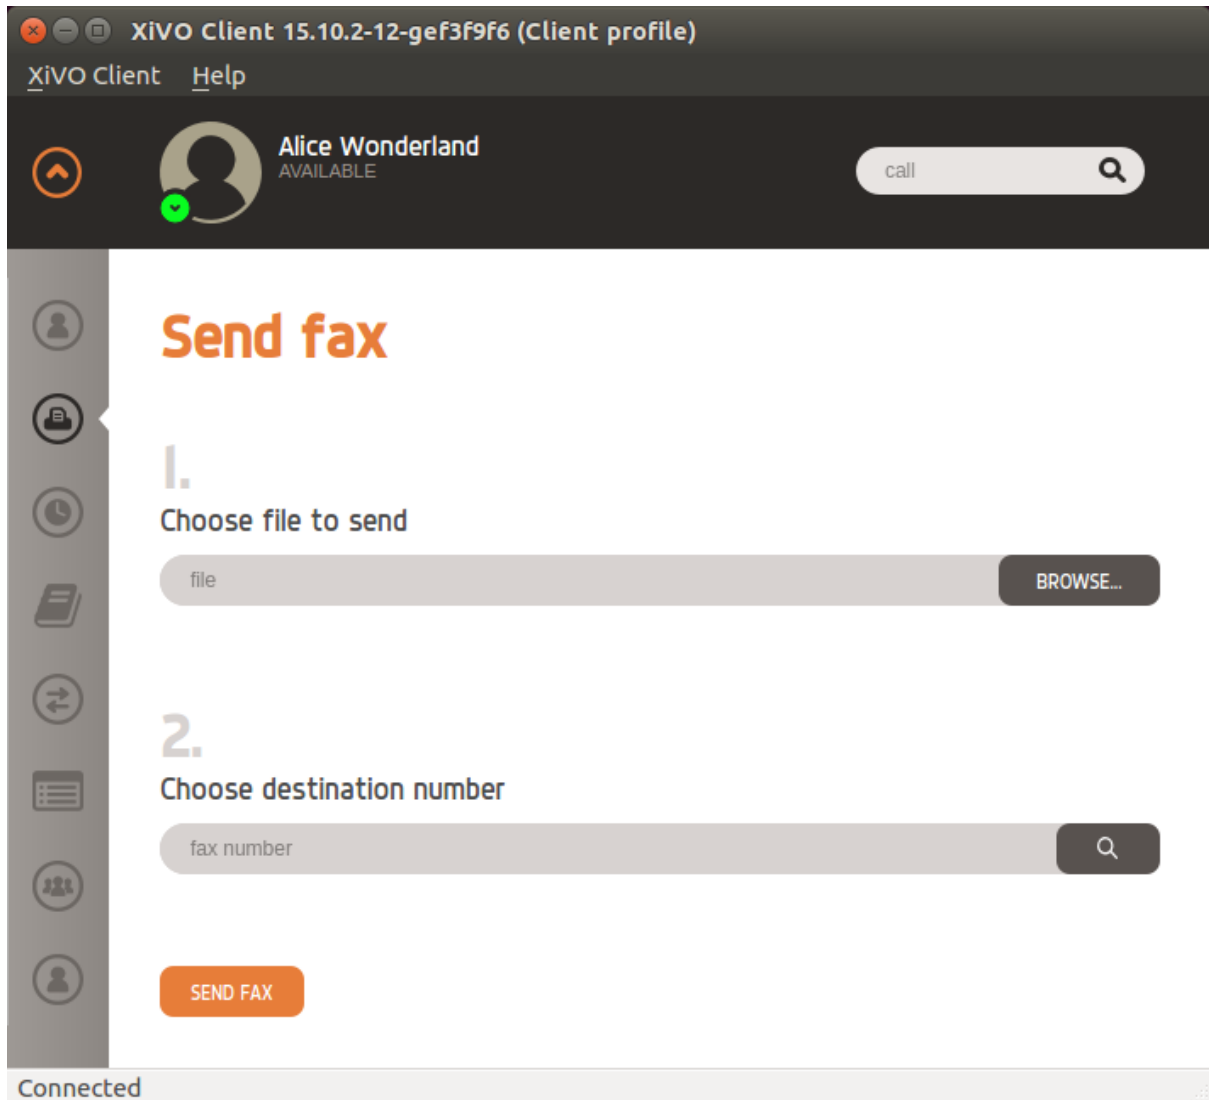 XiVO Client 15.10.2-12-gef3f9f6 (Client profile)
XiVO Client Help
Alice Wonderland
AVAILABLE
call
Send fax
1.
Choose file to send
file
BROWSE...
2.
Choose destination number
fax number
SEND FAX
Connected